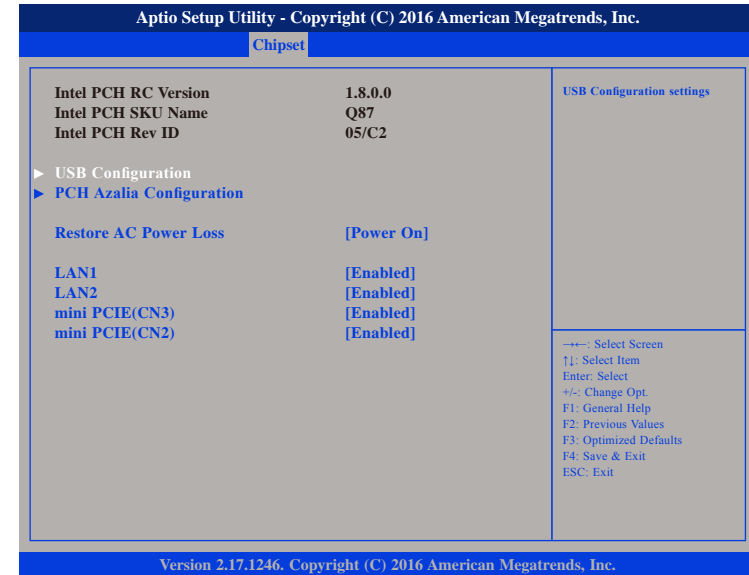 Aptio Setup Utility - Copyright (C) 2016 American Megatrends, Inc.
Chipset
Intel PCH RC Version 1.8.0.0
Intel PCH SKU Name Q87
Intel PCH Rev ID 05/C2
► USB Configuration
► PCH Azalia Configuration
Restore AC Power Loss [Power On]
LAN1 [Enabled]
LAN2 [Enabled]
mini PCIE(CN3) [Enabled]
mini PCIE(CN2) [Enabled]
USB Configuration settings
→←: Select Screen
↑↓: Select Item
Enter: Select
+/-: Change Opt.
F1: General Help
F2: Previous Values
F3: Optimized Defaults
F4: Save & Exit
ESC: Exit
Version 2.17.1246. Copyright (C) 2016 American Megatrends, Inc.